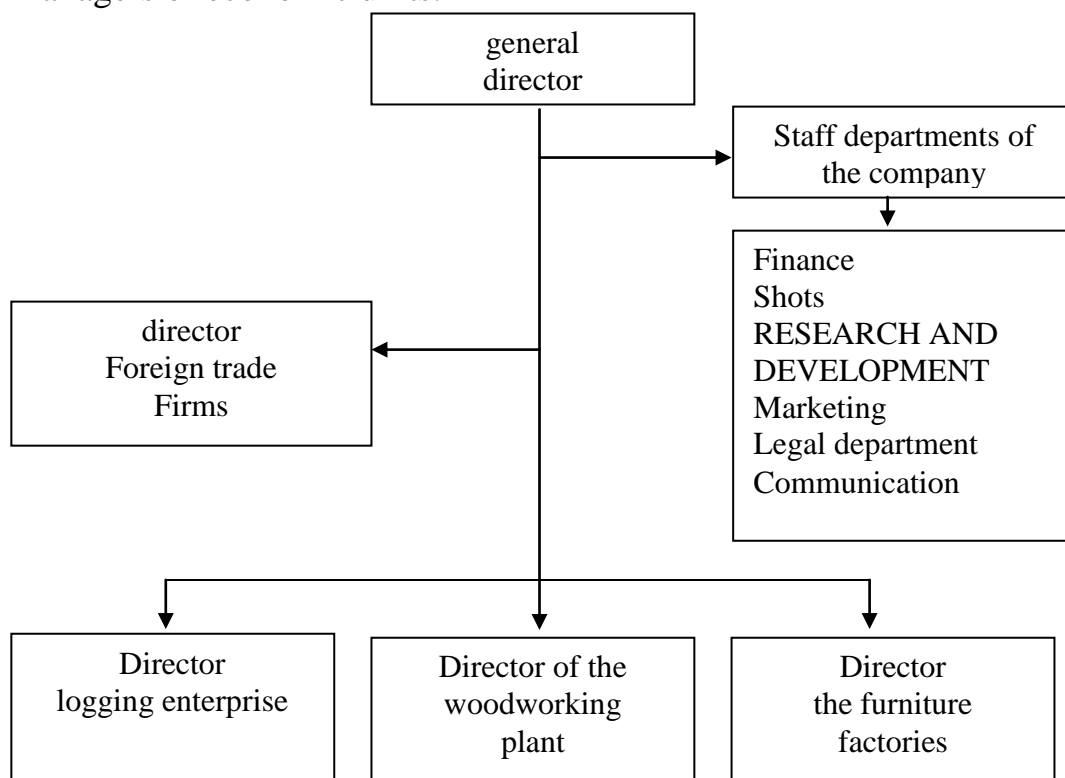 general
director
Staff departments of
the company
Finance
Shots
RESEARCH AND
DEVELOPMENT
Marketing
Legal department
Communication
director
Foreign trade
Firms
Director
logging enterprise
Director of the
woodworking
plant
Director
the furniture
factories